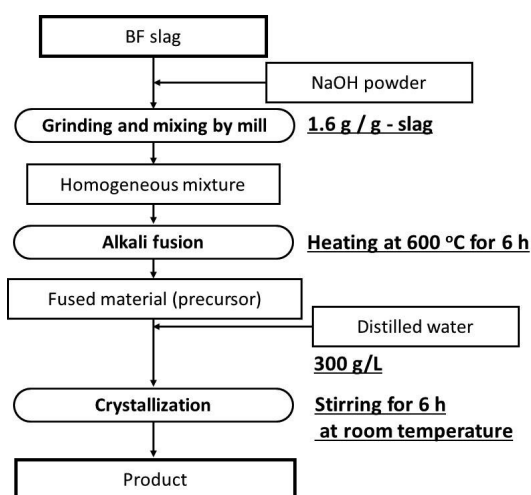 BF slag
NaOH powder
Grinding and mixing by mill
1.6 g / g - slag
Homogeneous mixture
Alkali fusion
Heating at 600 °C for 6 h
Fused material (precursor)
Distilled water
300 g/L
Crystallization
Stirring for 6 h
at room temperature
Product